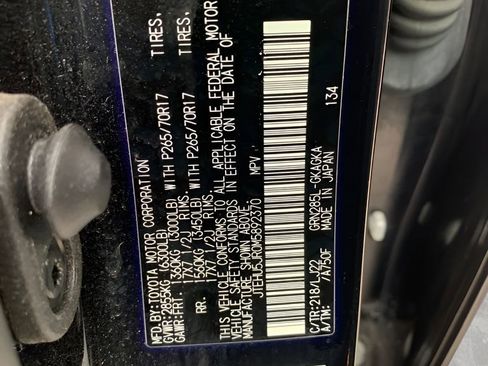 MFD.BY:TOYOTA MOTOR CORPORATION
GVWR:2855KG (6300LB)
GAWR:FRT. 1360KG (3000LB) WITH P265/70R17 TIRES,
17X7 1/2J RIMS
RR. 1560KG (3450LB) WITH P265/70R17 TIRES,
17X7 1/2J RIMS
THIS VEHICLE CONFORMS TO ALL APPLICABLE FEDERAL MOTOR
VEHICLE SAFETY STANDARDS IN EFFECT ON THE DATE OF
MANUFACTURE SHOWN ABOVE.
JTEHU5JR0M5892370 MPV
C/TR:218/LJ22 GRN285L-GKAGKA
A/TM: /A750F MADE IN JAPAN 134